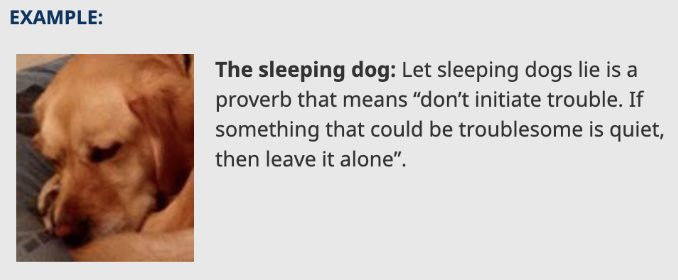 EXAMPLE:
The sleeping dog: Let sleeping dogs lie is a
proverb that means “don’t initiate trouble. If
something that could be troublesome is quiet,
then leave it alone”.